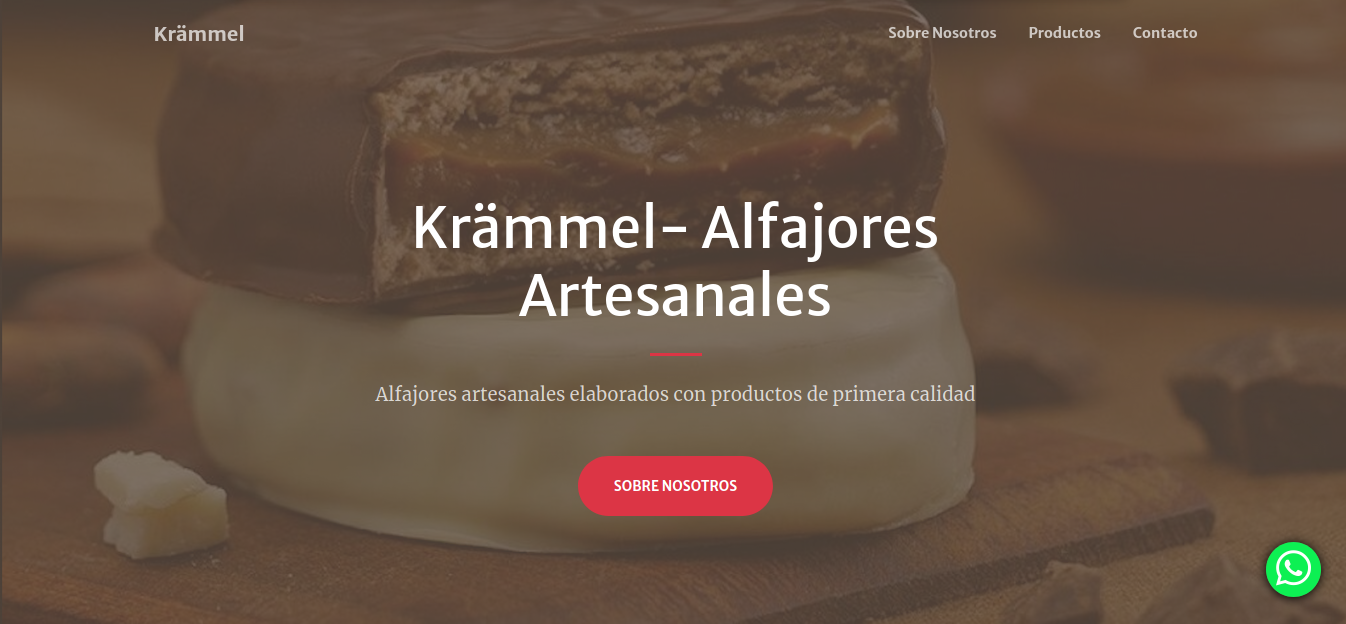 Krämmel
Sobre Nosotros Productos Contacto
Krämmel- Alfajores
Artesanales
Alfajores artesanales elaborados con productos de primera calidad
SOBRE NOSOTROS